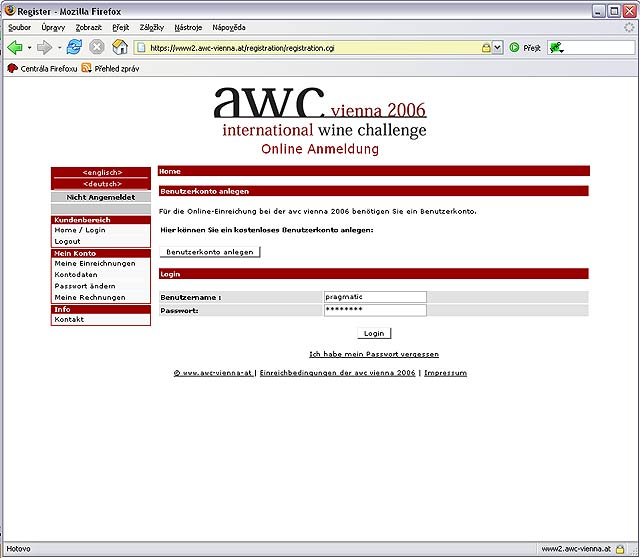 Register - Mozilla Firefox
Soubor Úpravy Zobrazit Přejít Záložky Nástroje Nápověda
https://www2.awc-vienna.at/registration/registration.cgi
Přejít
Centrála Firefoxu Přehled zpráv
awc vienna 2006
international wine challenge
Online Anmeldung
<englisch>
<deutsch>
Nicht Angemeldet
Kundenbereich
Home / Login
Logout
Mein Konto
Meine Einreichnungen
Kontodaten
Passwort ändern
Meine Rechnungen
Info
Kontakt
Home
Benutzerkonto anlegen
Für die Online-Einreichung bei der avc vienna 2006 benötigen Sie ein Benutzerkonto.
Hier können Sie ein kostenloses Benutzerkonto anlegen:
Benutzerkonto anlegen
Login
Benutzername : pragmatic
Passwort: ********
Login
Ich habe mein Passwort vergessen
© www.awc-vienna-at | Einreichbedingungen der awc vienna 2006 | Impressum
Hotovo www2.awc-vienna.at